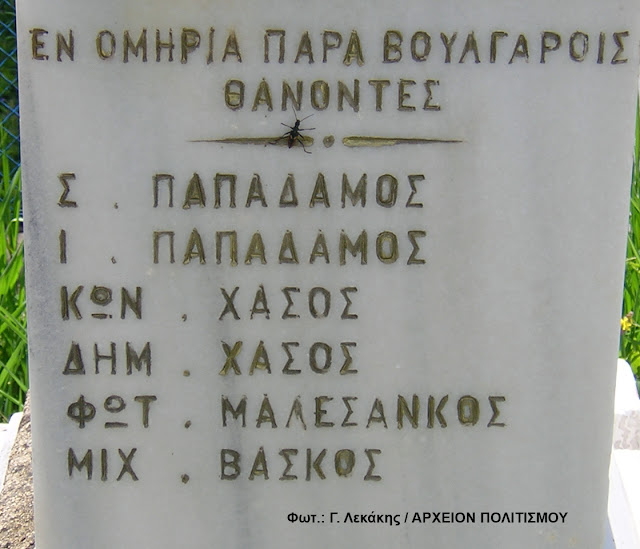 ΕΝ ΟΜΗΡΙΑ ΠΑΡΑ ΒΟΥΛΓΑΡΟΙΣ
ΘΑΝΟΝΤΕΣ
Σ . ΠΑΠΑΔΑΜΟΣ
Ι . ΠΑΠΑΔΑΜΟΣ
ΚΩΝ . ΧΑΣΟΣ
ΔΗΜ . ΧΑΣΟΣ
ΦΩΤ . ΜΑΛΕΣΑΝΚΟΣ
ΜΙΧ . ΒΑΣΚΟΣ
Φωτ.: Γ. Λεκάκης / ΑΡΧΕΙΟΝ ΠΟΛΙΤΙΣΜΟΥ